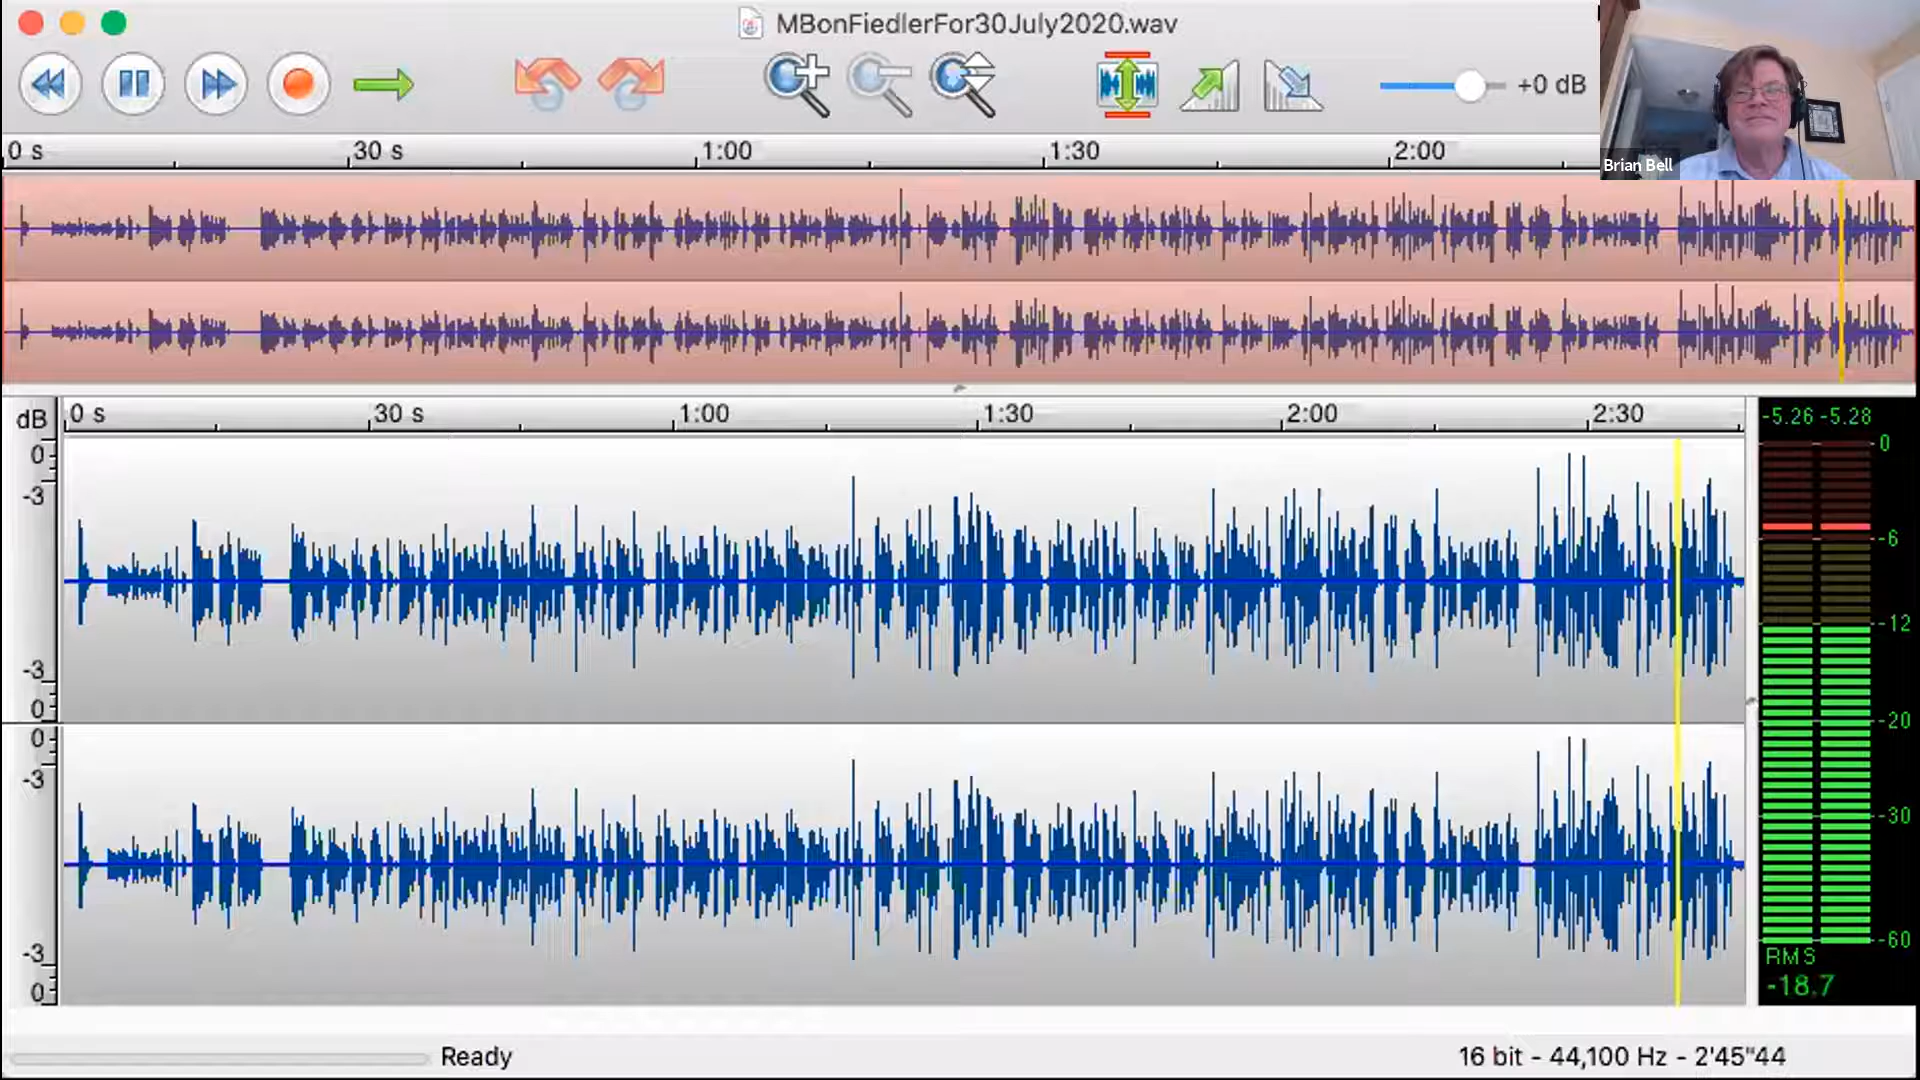 MBonFiedlerFor30July2020.wav
+0 dB
0 s 30 s 1:00 1:30 2:00
Brian Bell
dB 0 s 30 s 1:00 1:30 2:00 2:30
-5.26 -5.28
0
0
-3
-6
-12
-3
0
-20
0
-3
-30
-60
-3
RMS
-18.7
0
Ready 16 bit - 44,100 Hz - 2'45"44